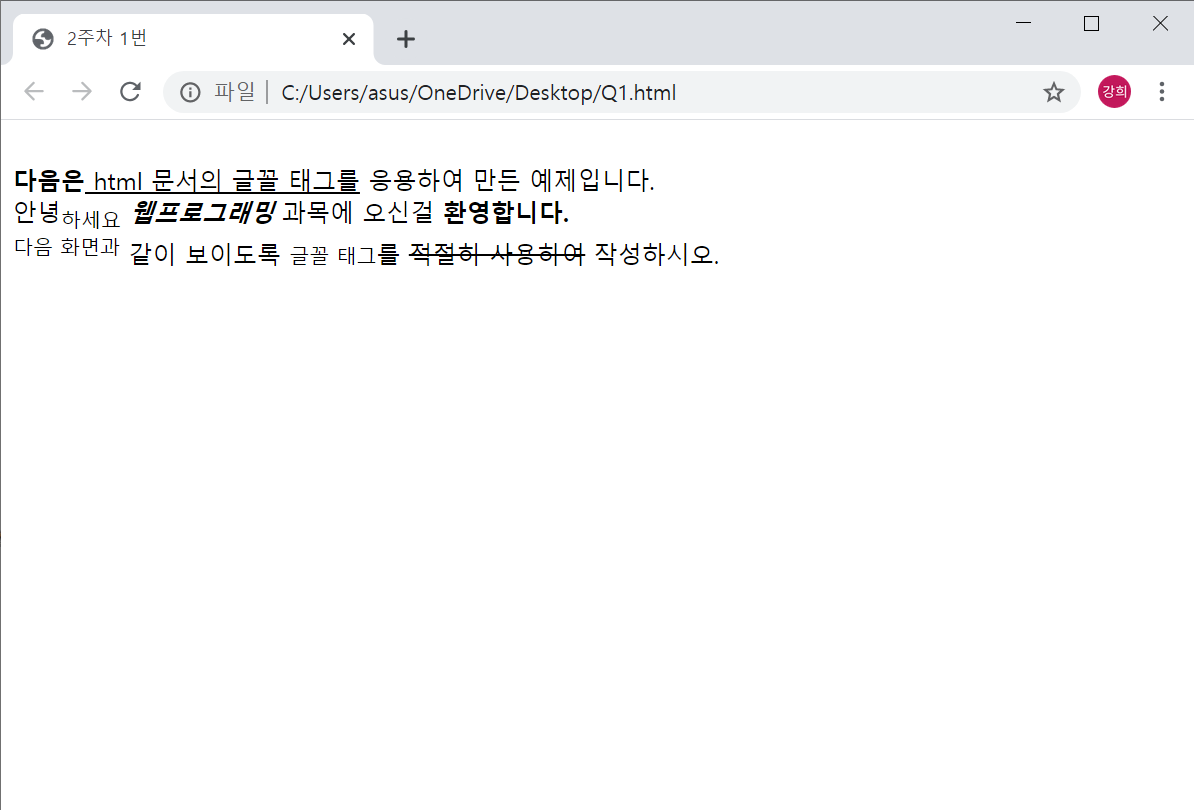 2주차 1번
파일 | C:/Users/asus/OneDrive/Desktop/Q1.html
강희
다음은 html 문서의 글꼴 태그를 응용하여 만든 예제입니다.
안녕하세요 웹프로그래밍 과목에 오신걸 환영합니다.
다음 화면과 같이 보이도록 글꼴 태그를 적절히 사용하여 작성하시오.